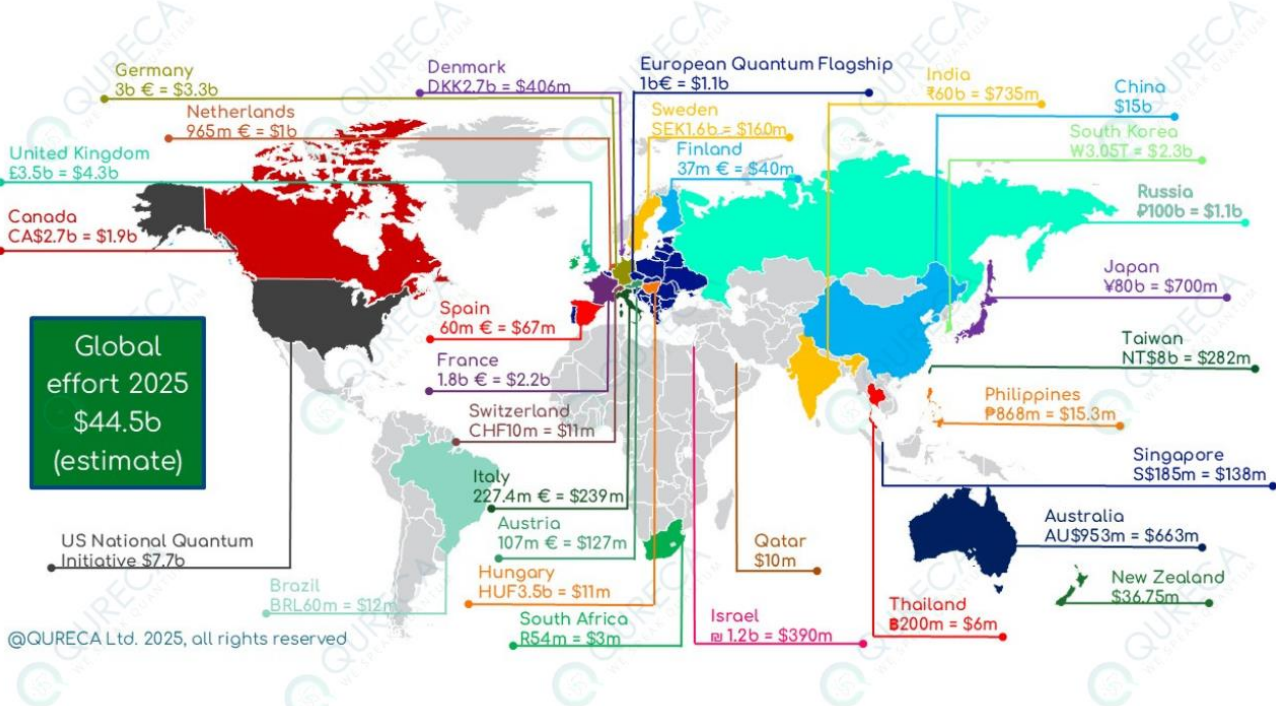 Germany
3b € = $3.3b
Denmark
DKK2.7b = $406m
European Quantum Flagship
1b€ = $1.1b
India
₹60b = $735m
China
$15b
Netherlands
965m € = $1b
Sweden
SEK1.6b = $160m
South Korea
W3.05T = $2.3b
United Kingdom
£3.5b = $4.3b
Finland
37m € = $40m
Russia
₽100b = $1.1b
Canada
CA$2.7b = $1.9b
Japan
¥80b = $700m
Spain
60m € = $67m
Global
effort 2025
$44.5b
(estimate)
Taiwan
NT$8b = $282m
France
1.8b € = $2.2b
Philippines
₱868m = $15.3m
Switzerland
CHF10m = $11m
Singapore
S$185m = $138m
Italy
227.4m € = $239m
Australia
AU$953m = $663m
Austria
107m € = $127m
US National Quantum
Initiative $7.7b
Qatar
$10m
Hungary
HUF3.5b = $11m
New Zealand
$36.75m
Brazil
BRL60m = $12m
South Africa
R54m = $3m
Israel
₪ 1.2b = $390m
Thailand
฿200m = $6m
@QURECA Ltd. 2025, all rights reserved
QURECA
WE SPEAK QUANTUM